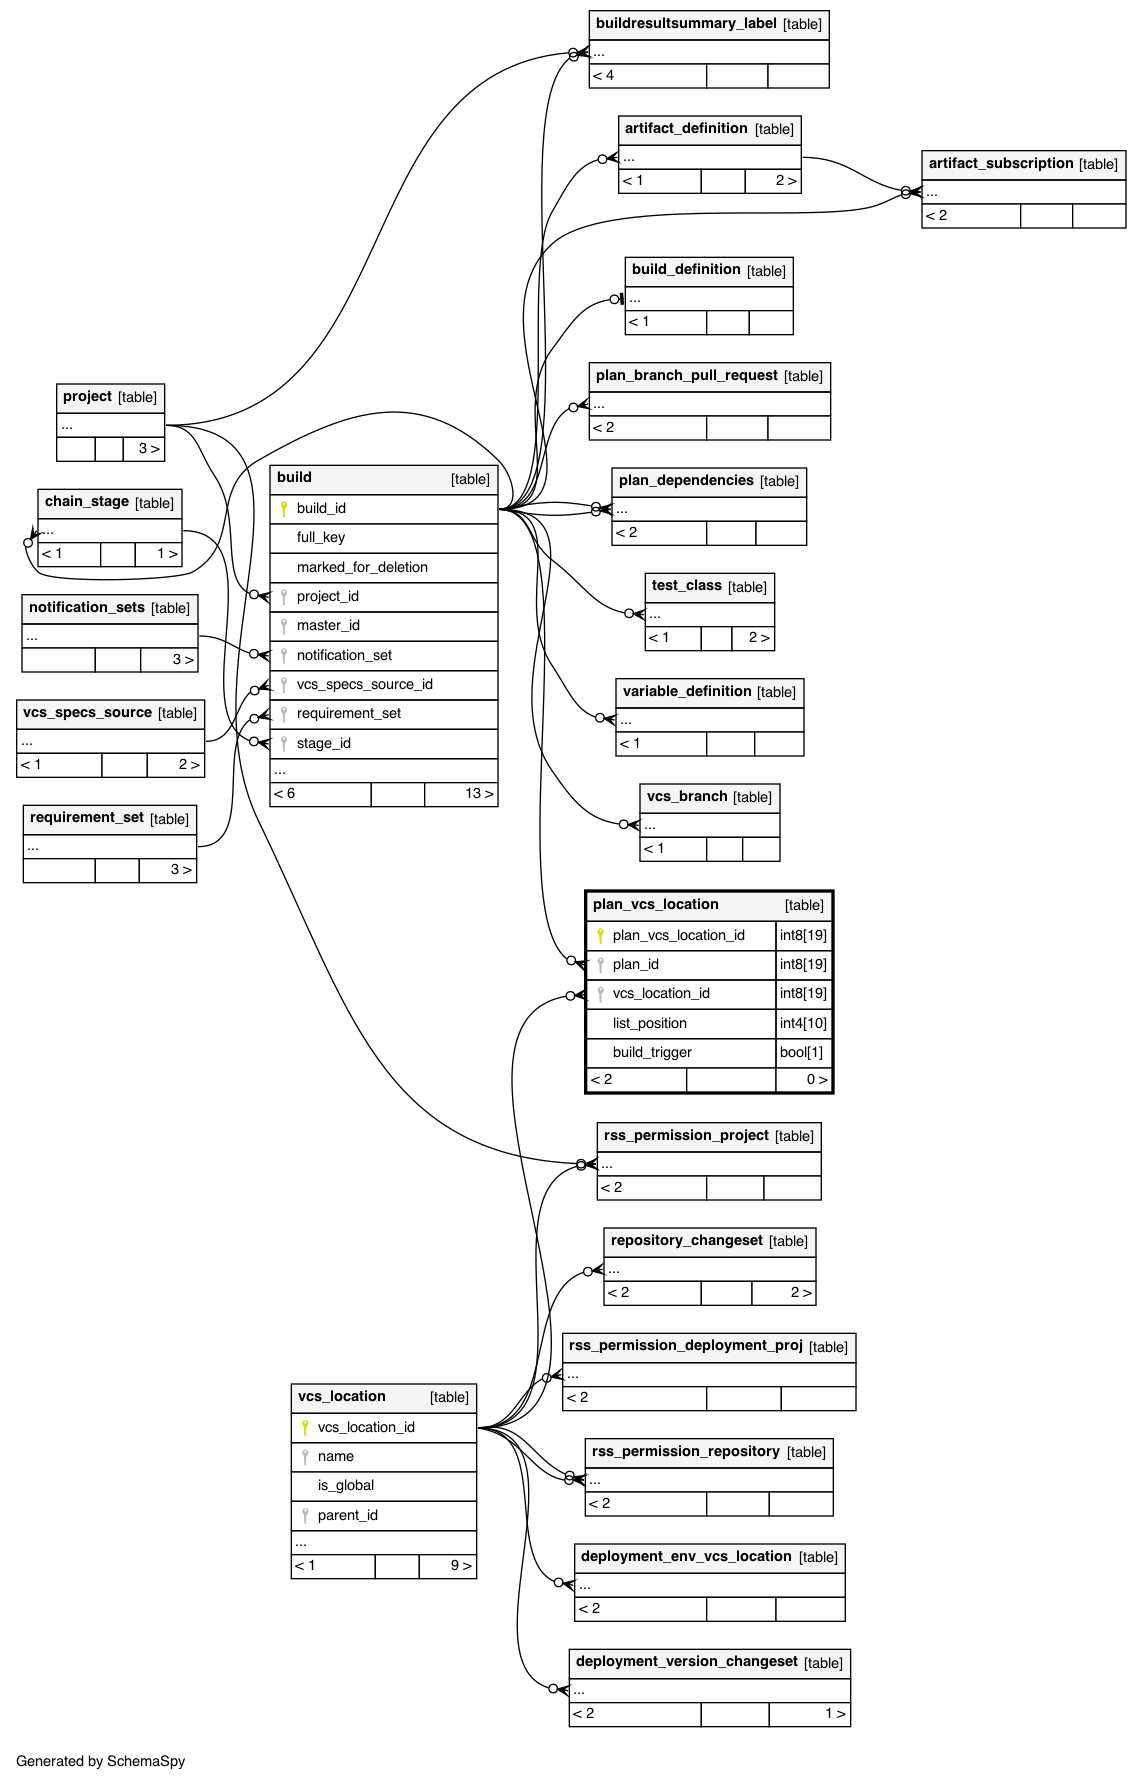 buildresultsummary_label [table]
...
< 4
artifact_definition [table]
...
< 1 2 >
artifact_subscription [table]
...
< 2
build_definition [table]
...
< 1
plan_branch_pull_request [table]
...
< 2
project [table]
...
3 >
chain_stage [table]
...
< 1 1 >
notification_sets [table]
...
3 >
vcs_specs_source [table]
...
< 1 2 >
requirement_set [table]
...
3 >
build [table]
build_id
full_key
marked_for_deletion
project_id
master_id
notification_set
vcs_specs_source_id
requirement_set
stage_id
...
< 6 13 >
plan_dependencies [table]
...
< 2
test_class [table]
...
< 1 2 >
variable_definition [table]
...
< 1
vcs_branch [table]
...
< 1
plan_vcs_location [table]
plan_vcs_location_id int8[19]
plan_id int8[19]
vcs_location_id int8[19]
list_position int4[10]
build_trigger bool[1]
< 2 0 >
rss_permission_project [table]
...
< 2
repository_changeset [table]
...
< 2 2 >
rss_permission_deployment_proj [table]
...
< 2
vcs_location [table]
vcs_location_id
name
is_global
parent_id
...
< 1 9 >
rss_permission_repository [table]
...
< 2
deployment_env_vcs_location [table]
...
< 2
deployment_version_changeset [table]
...
< 2 1 >
Generated by SchemaSpy